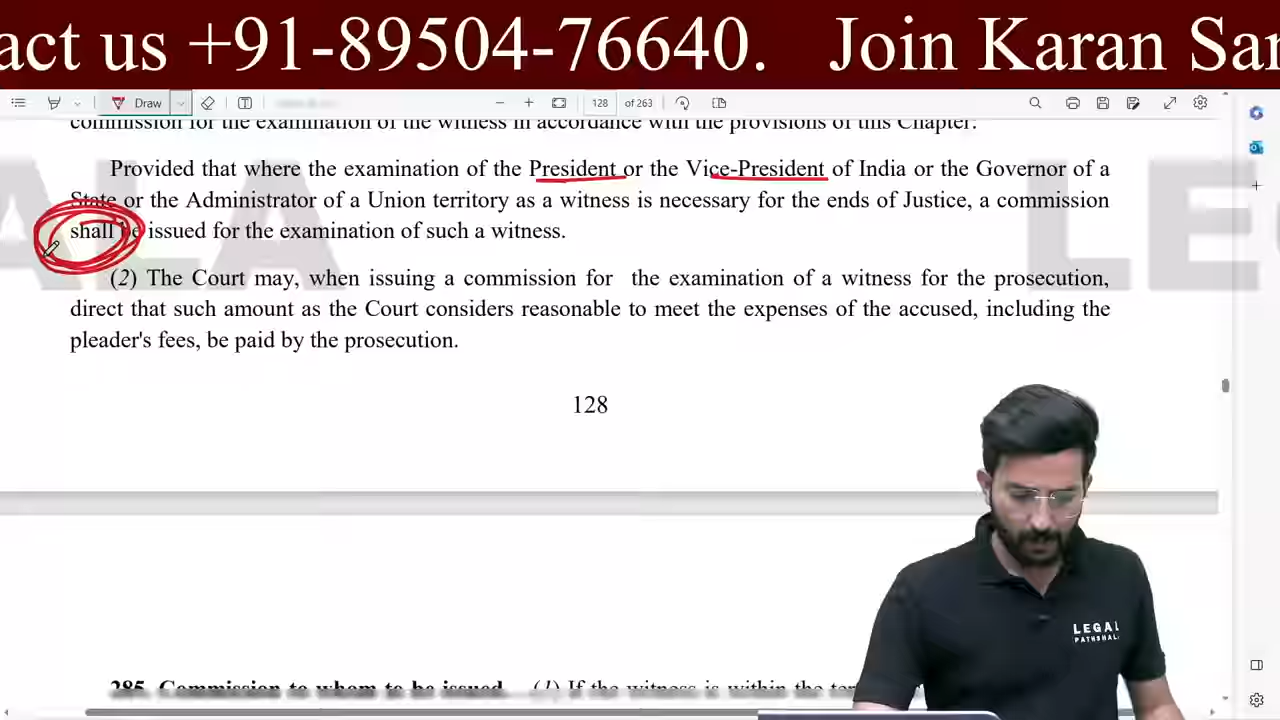 act us +91-89504-76640. Join Karan Sar
Draw
128 of 263
commission for the examination of the witness in accordance with the provisions of this Chapter:
Provided that where the examination of the President or the Vice-President of India or the Governor of a
State or the Administrator of a Union territory as a witness is necessary for the ends of Justice, a commission
shall be issued for the examination of such a witness.
(2) The Court may, when issuing a commission for the examination of a witness for the prosecution,
direct that such amount as the Court considers reasonable to meet the expenses of the accused, including the
pleader's fees, be paid by the prosecution.
128
LEGAL
PATHSHAL
285. Commission to whom to be issued. (1) If the witness is within the
ALA
LE